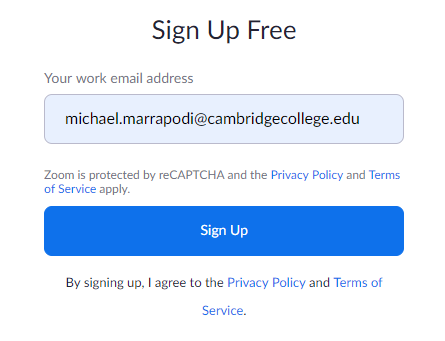 Sign Up Free
Your work email address
michael.marrapodi@cambridgecollege.edu
Zoom is protected by reCAPTCHA and the Privacy Policy and Terms
of Service apply.
Sign Up
By signing up, I agree to the Privacy Policy and Terms of
Service.